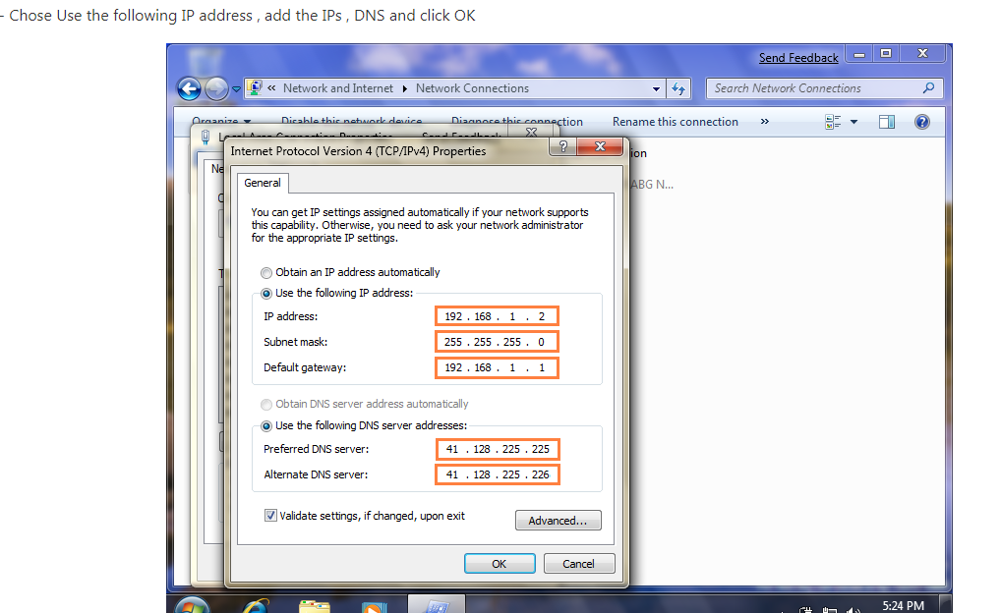 - Chose Use the following IP address , add the IPs , DNS and click OK
Send Feedback
« Network and Internet Network Connections
Search Network Connections
Organize Disable this network device Diagnose this connection Rename this connection »
Local Area Connection Properties Send Feedback
Internet Protocol Version 4 (TCP/IPv4) Properties
ion
Ne
General
ABG N...
You can get IP settings assigned automatically if your network supports
this capability. Otherwise, you need to ask your network administrator
for the appropriate IP settings.
Obtain an IP address automatically
Use the following IP address:
IP address: 192 . 168 . 1 . 2
Subnet mask: 255 . 255 . 255 . 0
Default gateway: 192 . 168 . 1 . 1
Obtain DNS server address automatically
Use the following DNS server addresses:
Preferred DNS server: 41 . 128 . 225 . 225
Alternate DNS server: 41 . 128 . 225 . 226
Validate settings, if changed, upon exit
Advanced...
OK Cancel
5:24 PM